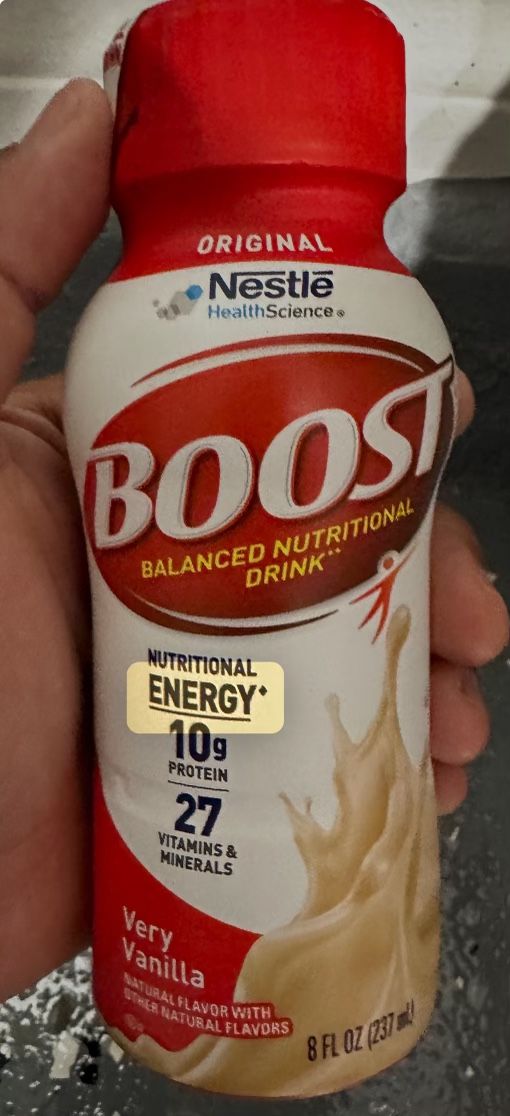 ORIGINAL
Nestlē
HealthScience®
BOOST
BALANCED NUTRITIONAL
DRINK**
NUTRITIONAL
ENERGY♦
10g
PROTEIN
27
VITAMINS &
MINERALS
Very
Vanilla
NATURAL FLAVOR WITH
OTHER NATURAL FLAVORS
8 FL OZ (237 mL)